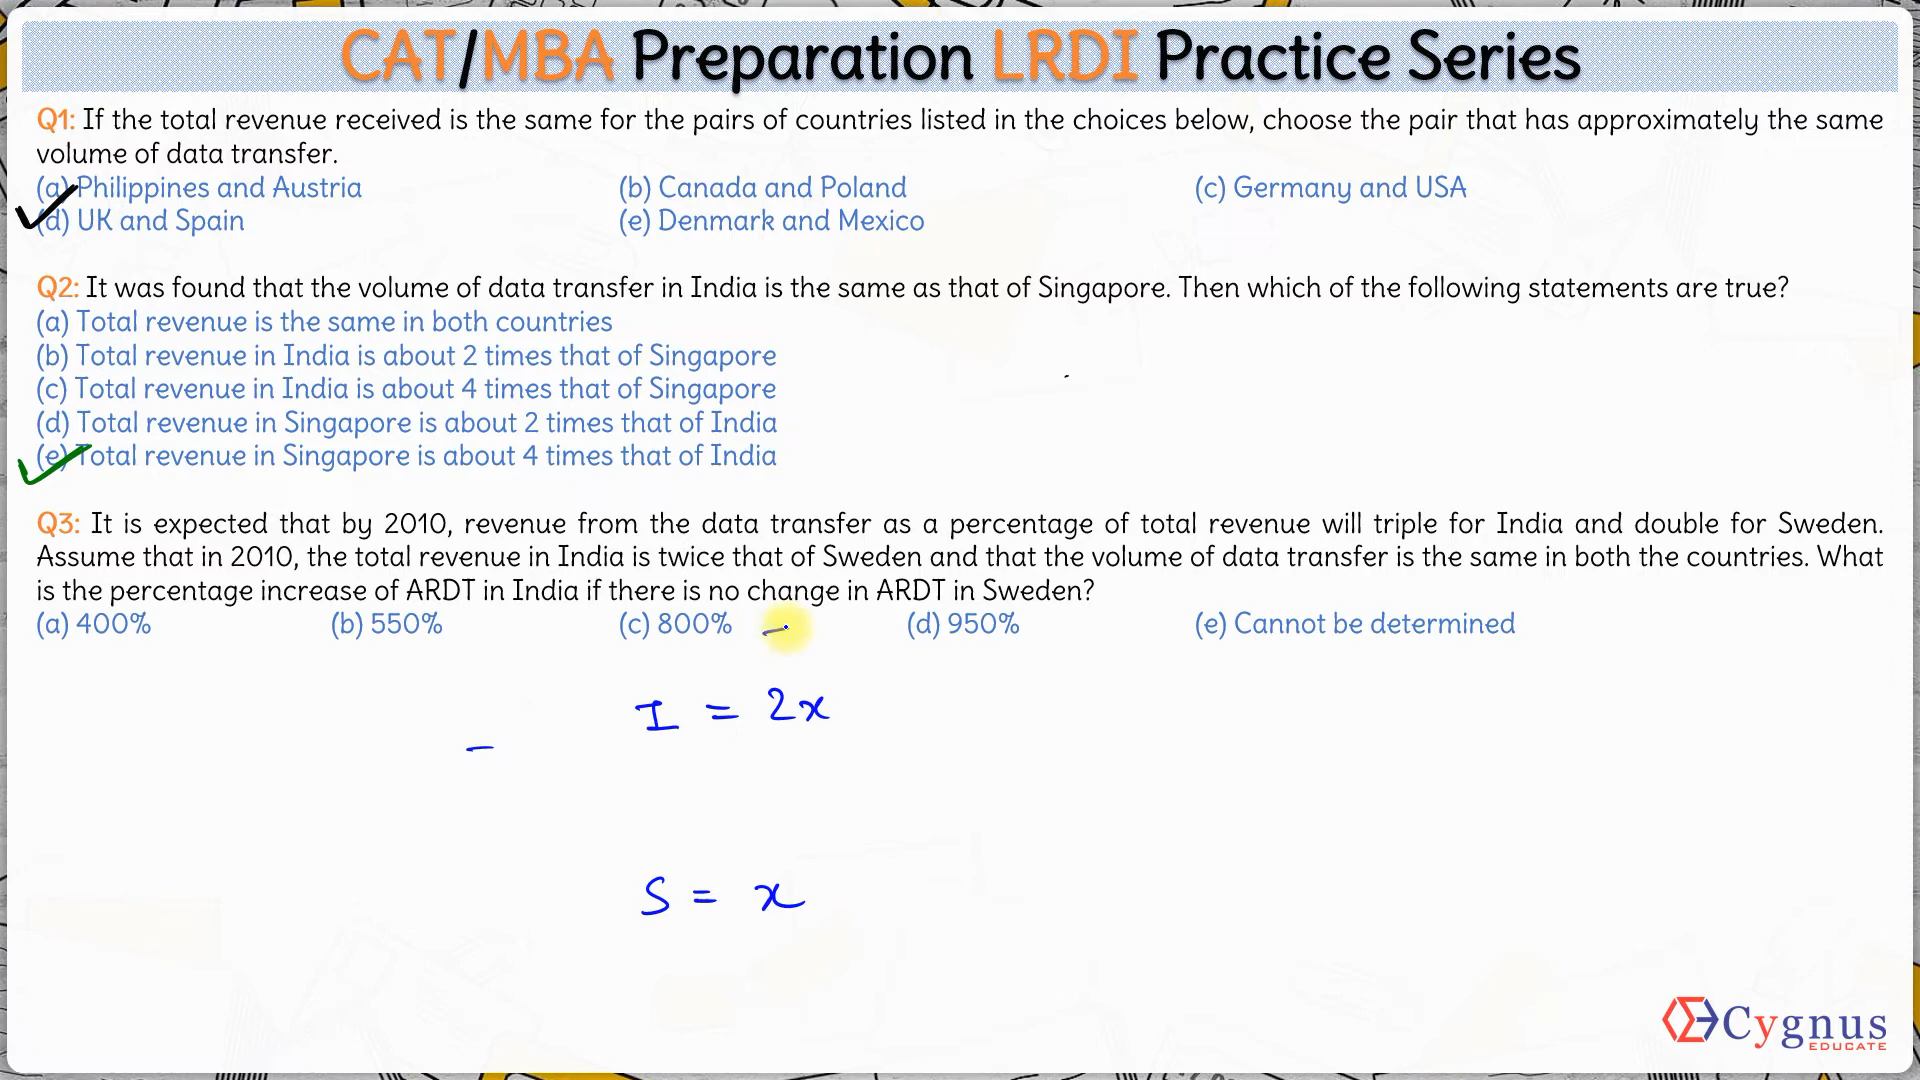 CAT/MBA Preparation LRDI Practice Series
Q1: If the total revenue received is the same for the pairs of countries listed in the choices below, choose the pair that has approximately the same
volume of data transfer.
(a) Philippines and Austria (b) Canada and Poland (c) Germany and USA
(d) UK and Spain (e) Denmark and Mexico
Q2: It was found that the volume of data transfer in India is the same as that of Singapore. Then which of the following statements are true?
(a) Total revenue is the same in both countries
(b) Total revenue in India is about 2 times that of Singapore
(c) Total revenue in India is about 4 times that of Singapore
(d) Total revenue in Singapore is about 2 times that of India
(e) Total revenue in Singapore is about 4 times that of India
Q3: It is expected that by 2010, revenue from the data transfer as a percentage of total revenue will triple for India and double for Sweden.
Assume that in 2010, the total revenue in India is twice that of Sweden and that the volume of data transfer is the same in both the countries. What
is the percentage increase of ARDT in India if there is no change in ARDT in Sweden?
(a) 400% (b) 550% (c) 800% (d) 950% (e) Cannot be determined
I = 2x
S = x
Cygnus
EDUCATE